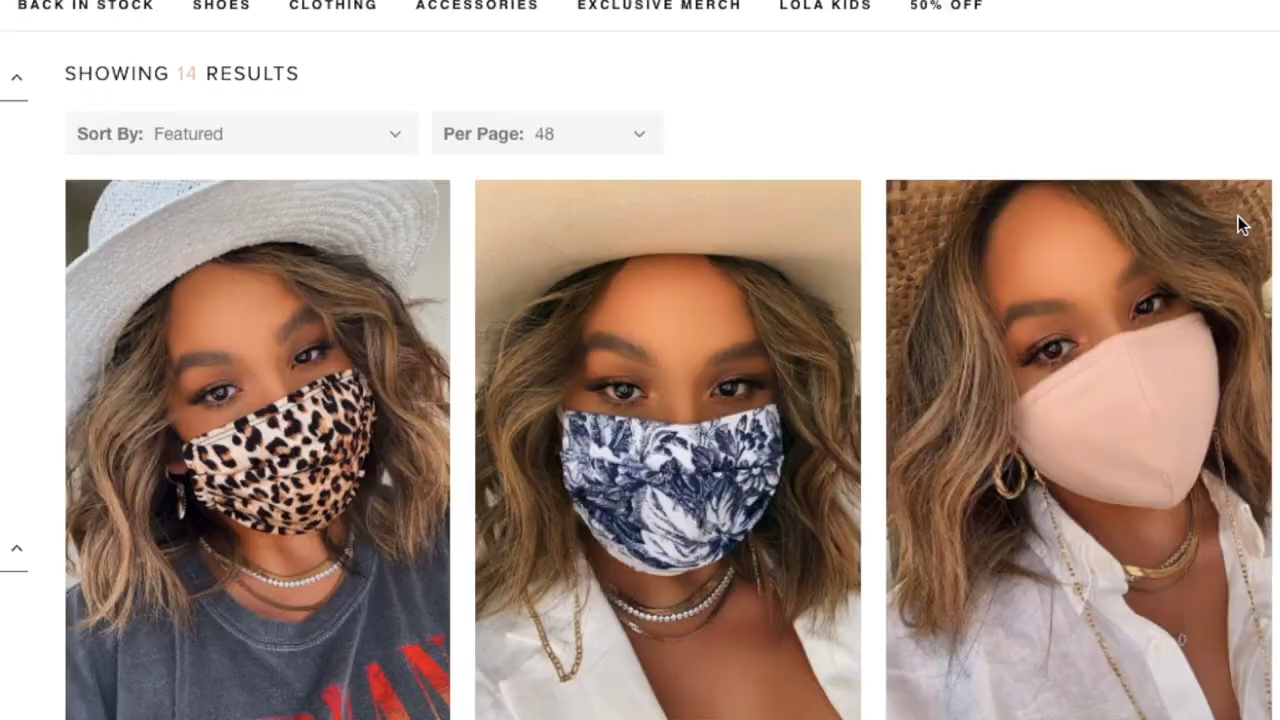 BACK IN STOCK SHOES CLOTHING ACCESSORIES EXCLUSIVE MERCH LOLA KIDS 50% OFF
SHOWING 14 RESULTS
Sort By: Featured Per Page: 48